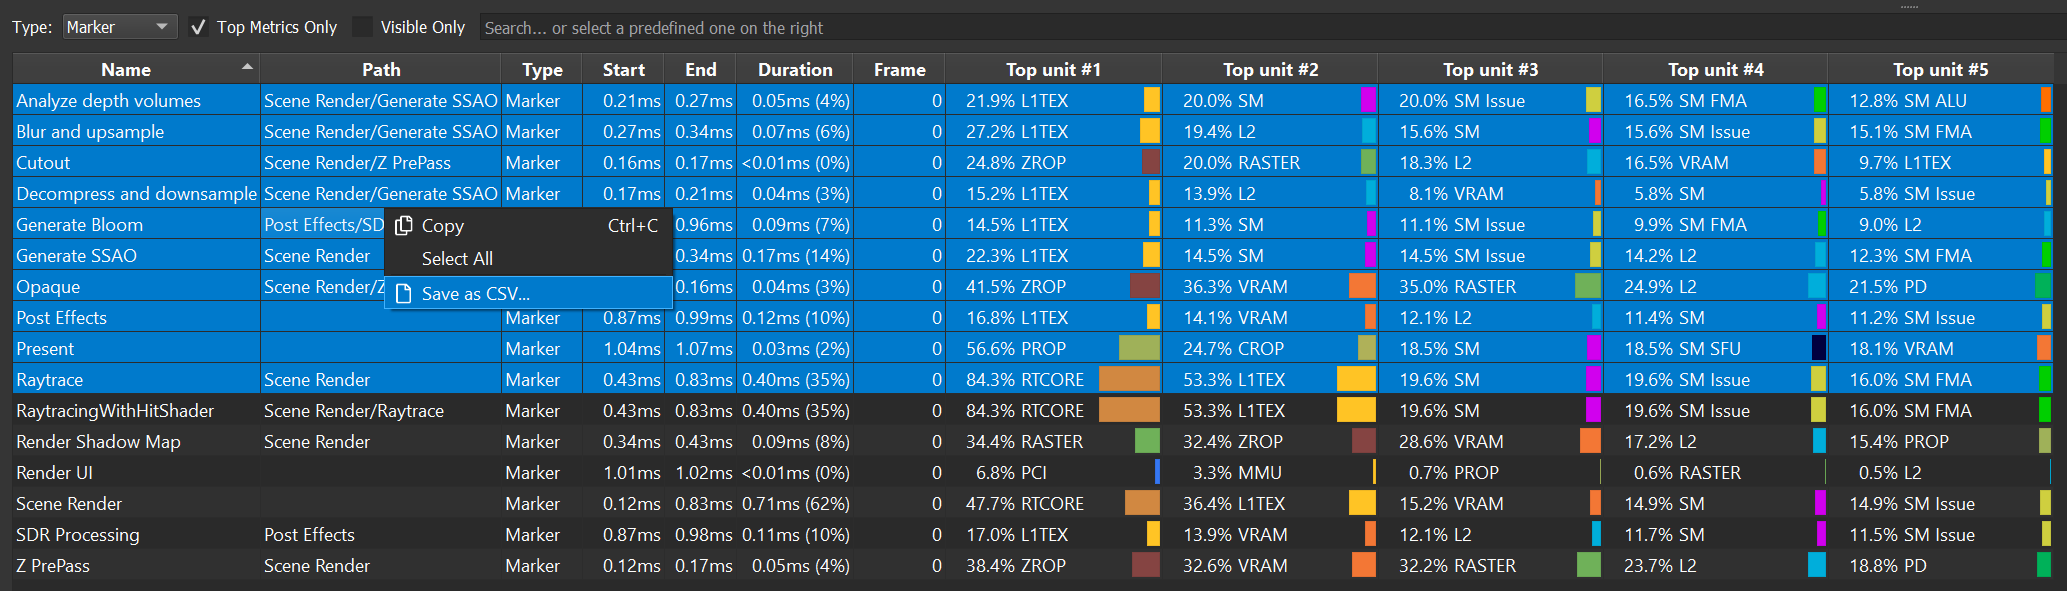 Type: Marker Top Metrics Only Visible Only Search... or select a predefined one on the right
Name Path Type Start End Duration Frame Top unit #1 Top unit #2 Top unit #3 Top unit #4 Top unit #5
Analyze depth volumes Scene Render/Generate SSAO Marker 0.21ms 0.27ms 0.05ms (4%) 0 21.9% L1TEX 20.0% SM 20.0% SM Issue 16.5% SM FMA 12.8% SM ALU
Blur and upsample Scene Render/Generate SSAO Marker 0.27ms 0.34ms 0.07ms (6%) 0 27.2% L1TEX 19.4% L2 15.6% SM 15.6% SM Issue 15.1% SM FMA
Cutout Scene Render/Z PrePass Marker 0.16ms 0.17ms <0.01ms (0%) 0 24.8% ZROP 20.0% RASTER 18.3% L2 16.5% VRAM 9.7% L1TEX
Decompress and downsample Scene Render/Generate SSAO Marker 0.17ms 0.21ms 0.04ms (3%) 0 15.2% L1TEX 13.9% L2 8.1% VRAM 5.8% SM 5.8% SM Issue
Generate Bloom Post Effects/SD 0.96ms 0.09ms (7%) 0 14.5% L1TEX 11.3% SM 11.1% SM Issue 9.9% SM FMA 9.0% L2
Copy Ctrl+C
Generate SSAO Scene Render 0.34ms 0.17ms (14%) 0 22.3% L1TEX 14.5% SM 14.5% SM Issue 14.2% L2 12.3% SM FMA
Select All
Opaque Scene Render/Z 0.16ms 0.04ms (3%) 0 41.5% ZROP 36.3% VRAM 35.0% RASTER 24.9% L2 21.5% PD
Save as CSV...
Post Effects Marker 0.87ms 0.99ms 0.12ms (10%) 0 16.8% L1TEX 14.1% VRAM 12.1% L2 11.4% SM 11.2% SM Issue
Present Marker 1.04ms 1.07ms 0.03ms (2%) 0 56.6% PROP 24.7% CROP 18.5% SM 18.5% SM SFU 18.1% VRAM
Raytrace Scene Render Marker 0.43ms 0.83ms 0.40ms (35%) 0 84.3% RTCORE 53.3% L1TEX 19.6% SM 19.6% SM Issue 16.0% SM FMA
RaytracingWithHitShader Scene Render/Raytrace Marker 0.43ms 0.83ms 0.40ms (35%) 0 84.3% RTCORE 53.3% L1TEX 19.6% SM 19.6% SM Issue 16.0% SM FMA
Render Shadow Map Scene Render Marker 0.34ms 0.43ms 0.09ms (8%) 0 34.4% RASTER 32.4% ZROP 28.6% VRAM 17.2% L2 15.4% PROP
Render UI Marker 1.01ms 1.02ms <0.01ms (0%) 0 6.8% PCI 3.3% MMU 0.7% PROP 0.6% RASTER 0.5% L2
Scene Render Marker 0.12ms 0.83ms 0.71ms (62%) 0 47.7% RTCORE 36.4% L1TEX 15.2% VRAM 14.9% SM 14.9% SM Issue
SDR Processing Post Effects Marker 0.87ms 0.98ms 0.11ms (10%) 0 17.0% L1TEX 13.9% VRAM 12.1% L2 11.7% SM 11.5% SM Issue
Z PrePass Scene Render Marker 0.12ms 0.17ms 0.05ms (4%) 0 38.4% ZROP 32.6% VRAM 32.2% RASTER 23.7% L2 18.8% PD